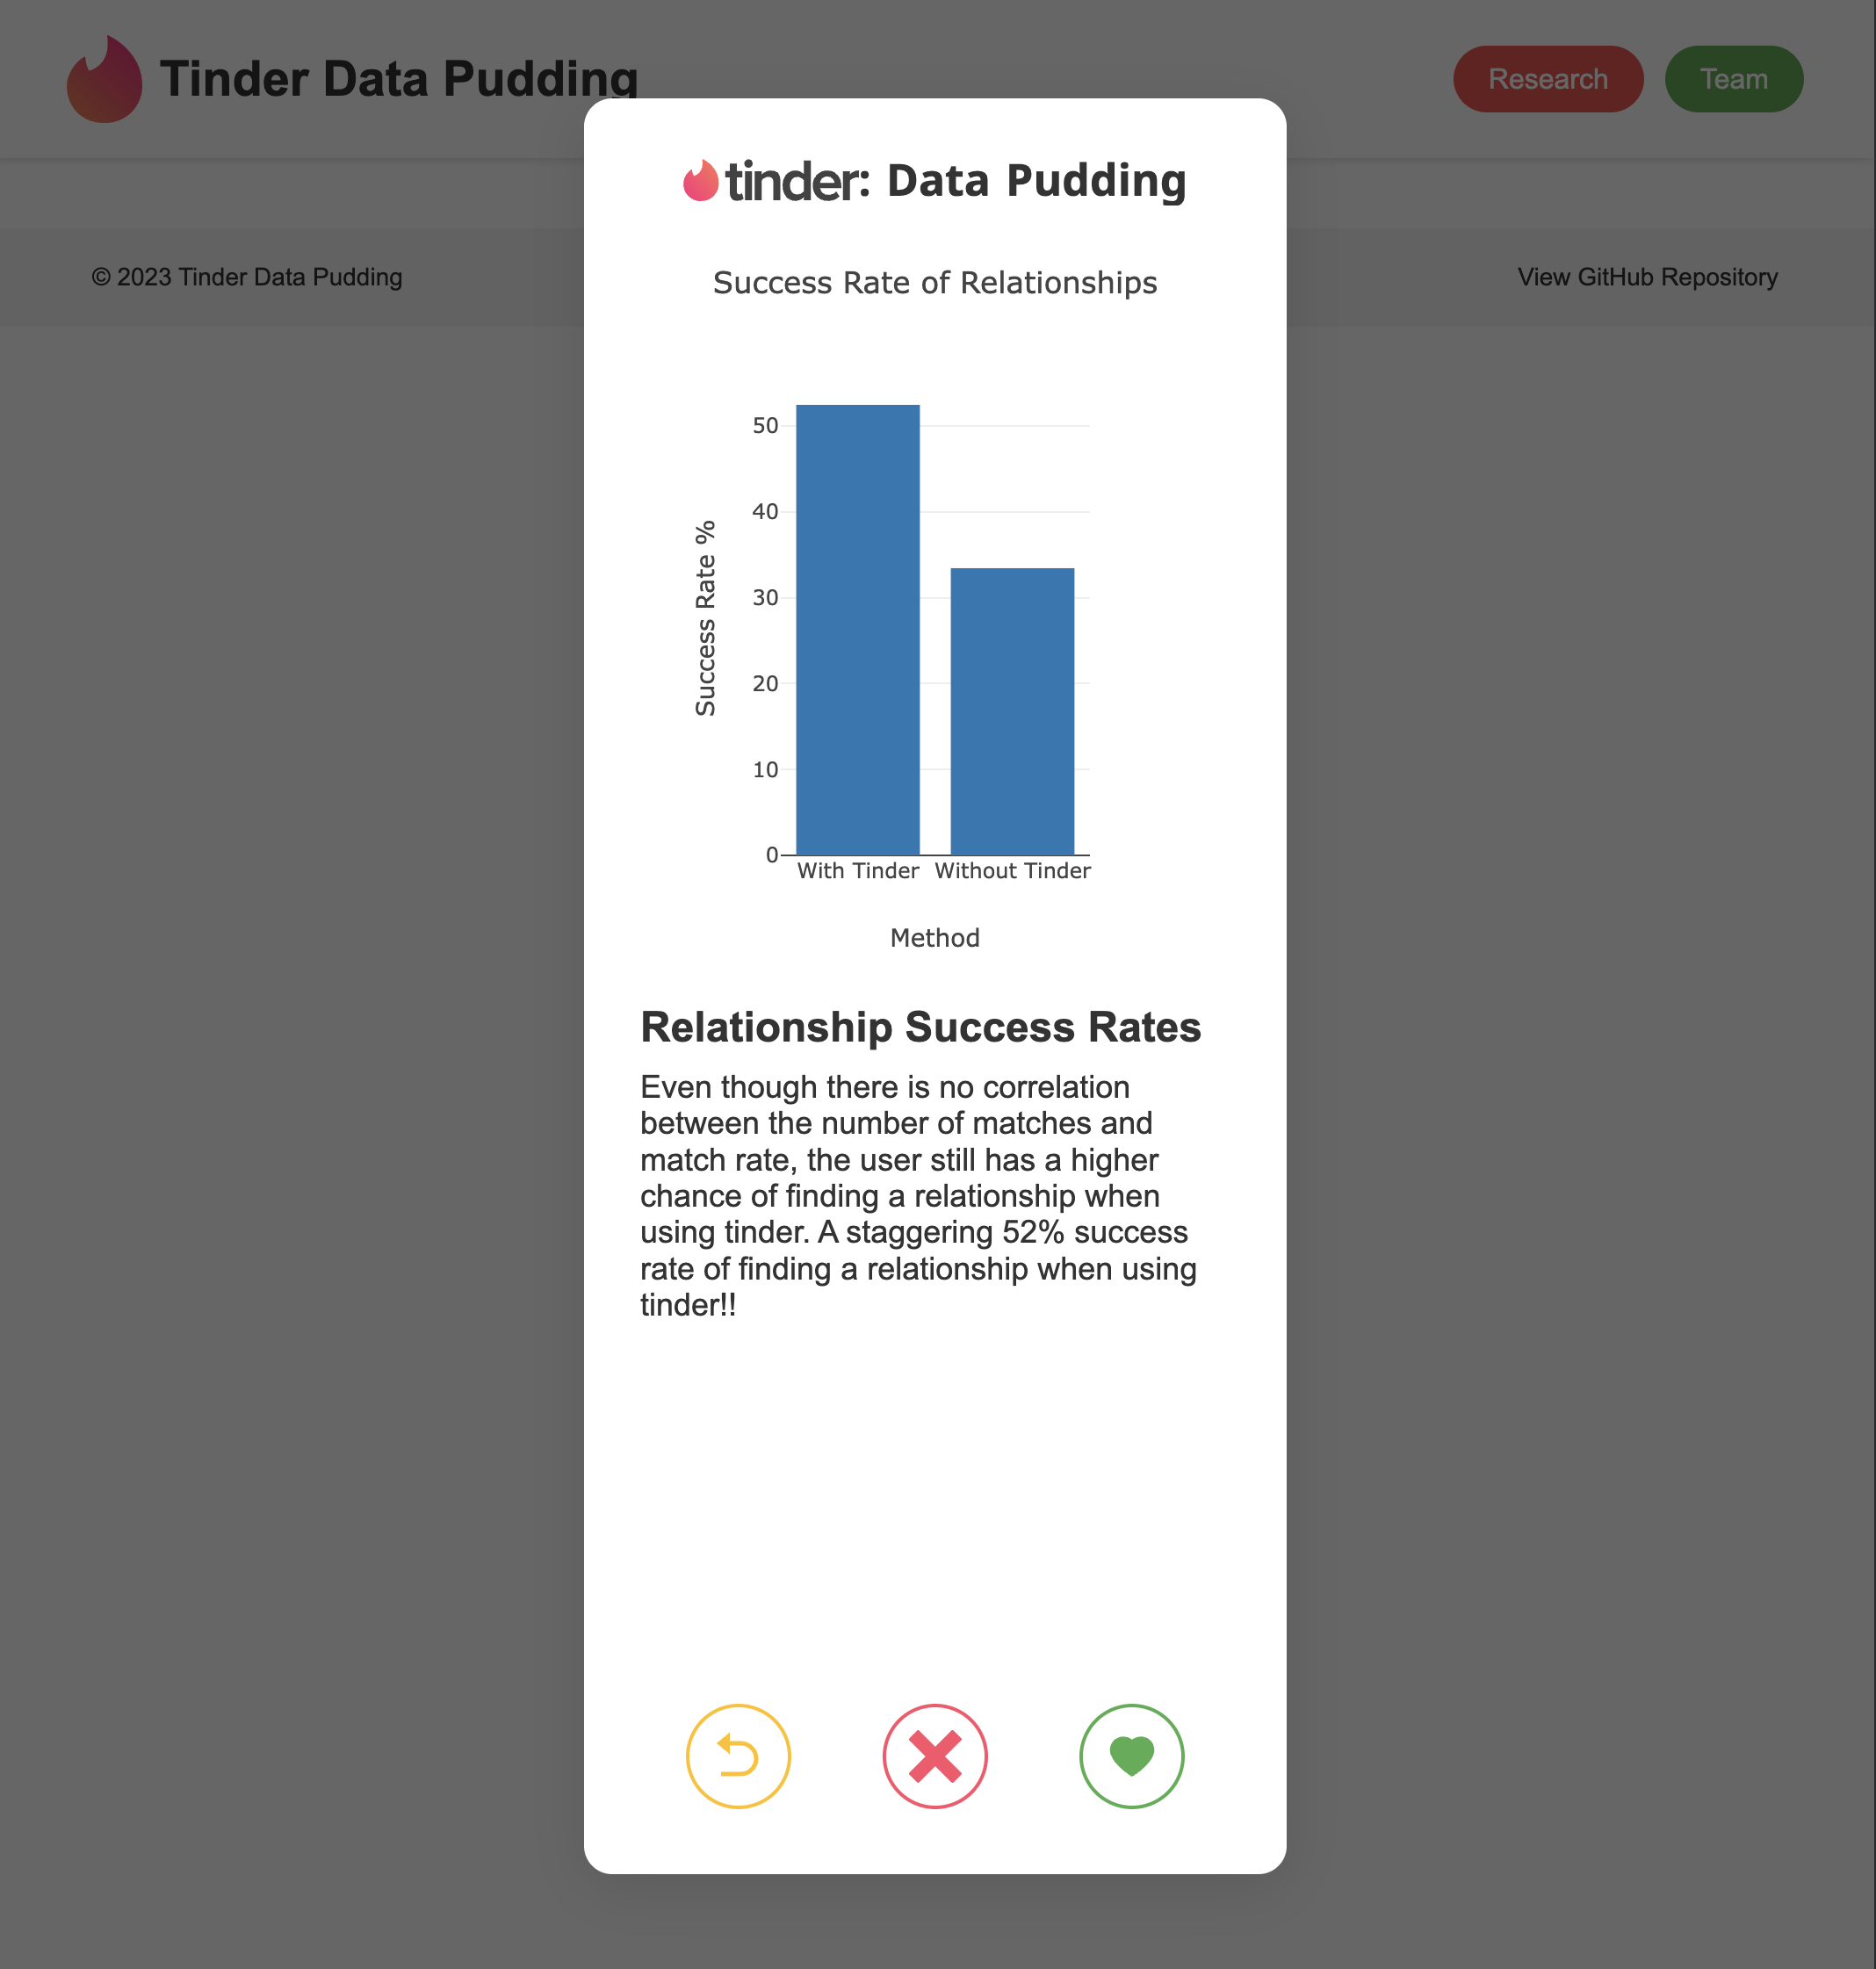 Tinder Data Pudding
Research
Team
tinder: Data Pudding
© 2023 Tinder Data Pudding
View GitHub Repository
Success Rate of Relationships
50
40
30
20
10
0
Success Rate %
With Tinder
Without Tinder
Method
Relationship Success Rates
Even though there is no correlation
between the number of matches and
match rate, the user still has a higher
chance of finding a relationship when
using tinder. A staggering 52% success
rate of finding a relationship when using
tinder!!